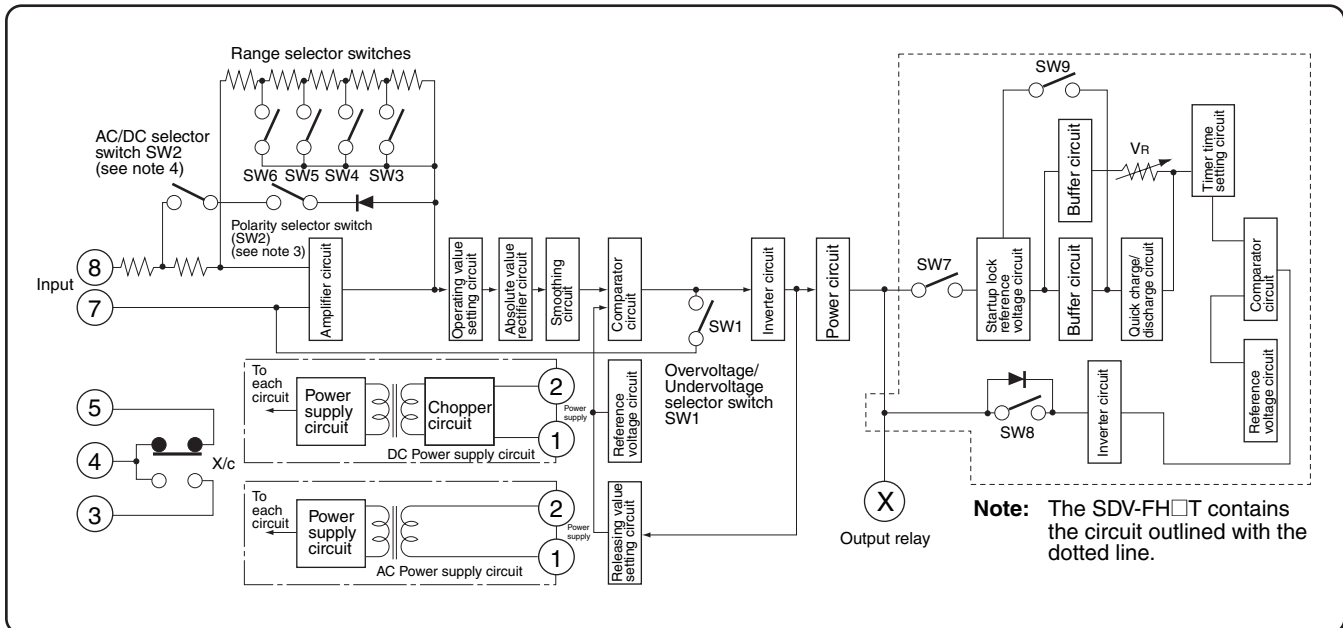 Range selector switches
AC/DC selector
switch SW2
(see note 4)
SW6 SW5 SW4 SW3
Polarity selector switch
(SW2)
(see note 3)
Input
8
7
Amplifier circuit
Operating value
setting circuit
Absolute value
rectifier circuit
Smoothing
circuit
Comparator
circuit
SW1
Overvoltage/
Undervoltage
selector switch
SW1
Inverter circuit
Power circuit
SW7
SW9
Startup lock
reference
voltage circuit
Buffer circuit
Buffer circuit
VR
Quick charge/
discharge circuit
Timer time
setting circuit
Comparator
circuit
Reference
voltage circuit
SW8
Inverter circuit
X
Output relay
5
4
3
X/c
To
each
circuit
Power
supply
circuit
Chopper
circuit
2
1
Power
supply
DC Power supply circuit
Reference
voltage circuit
To
each
circuit
Power
supply
circuit
2
1
Power
supply
AC Power supply circuit
Releasing value
setting circuit
Note: The SDV-FH□T contains
the circuit outlined with the
dotted line.